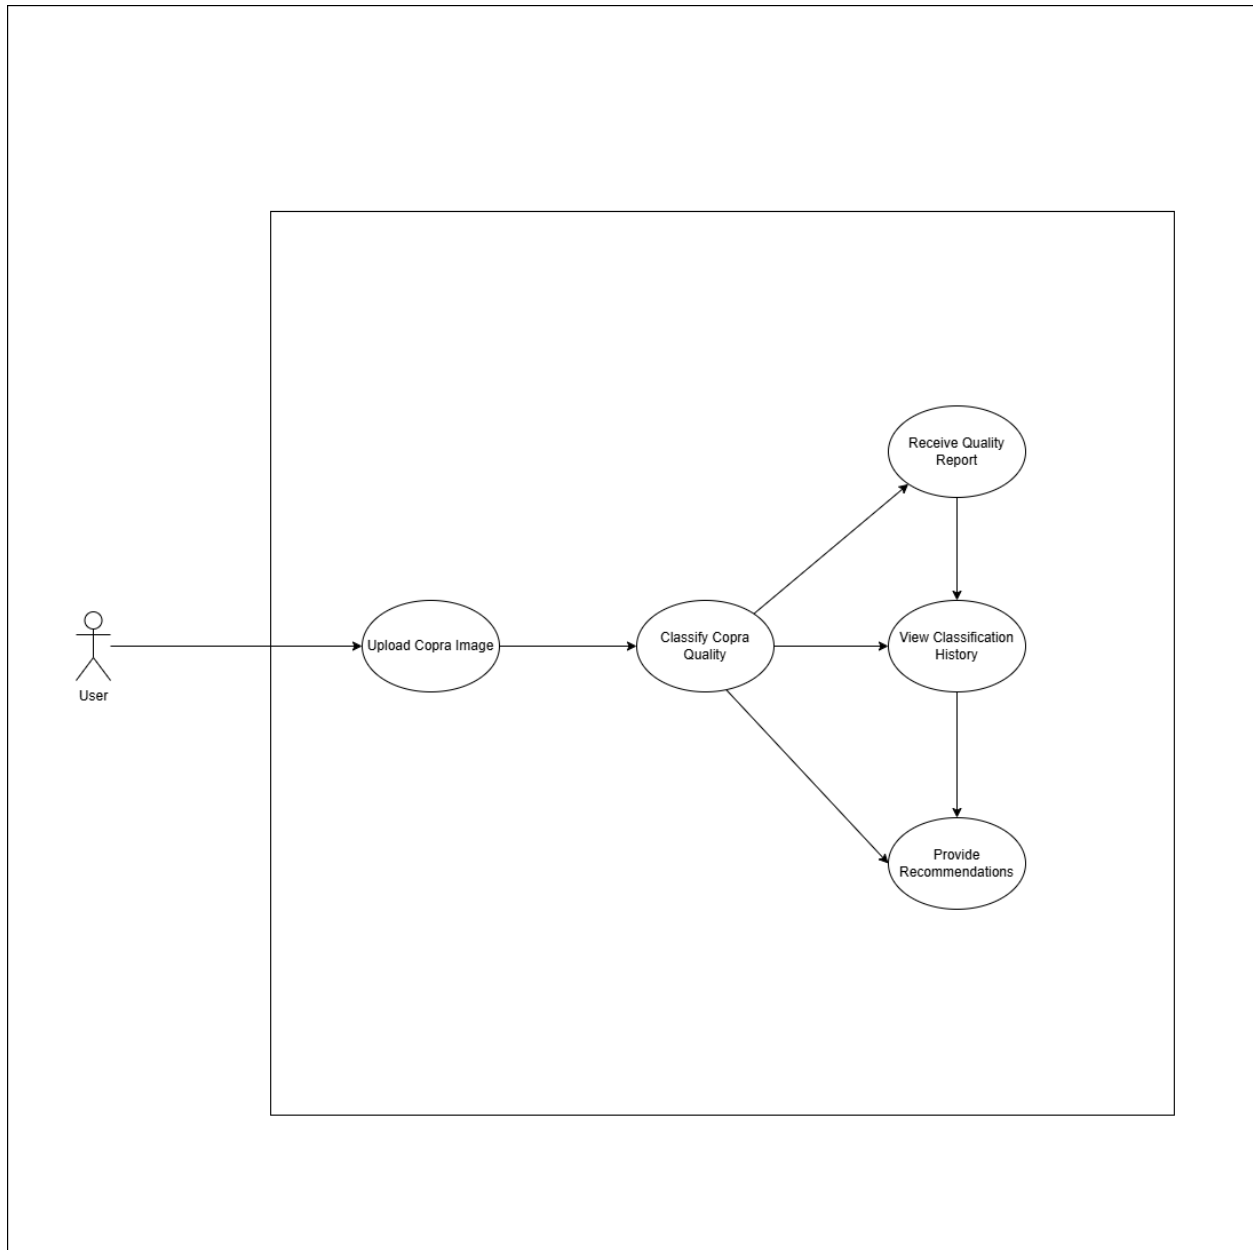 Receive Quality
Report
Upload Copra Image
Classify Copra
Quality
View Classification
History
User
Provide
Recommendations